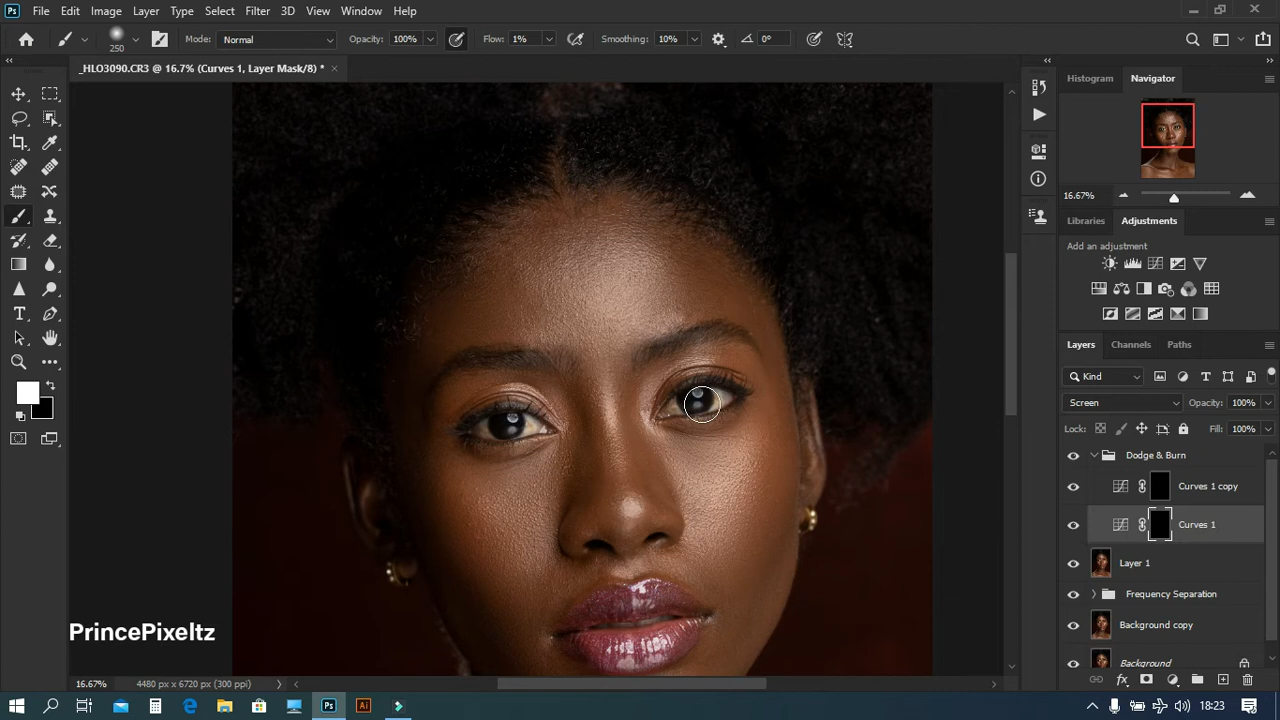 Ps File Edit Image Layer Type Select Filter 3D View Window Help
250 Mode: Normal Opacity: 100% Flow: 1% Smoothing: 10% 0°
_HLO3090.CR3 @ 16.7% (Curves 1, Layer Mask/8) * ×
Histogram Navigator
16.67%
Libraries Adjustments
Add an adjustment
Layers Channels Paths
Kind
Screen Opacity: 100%
Lock: Fill: 100%
Dodge & Burn
Curves 1 copy
Curves 1
Layer 1
Frequency Separation
Background copy
Background
PrincePixeltz
16.67% 4480 px x 6720 px (300 ppi)
Ps Ai 18:23